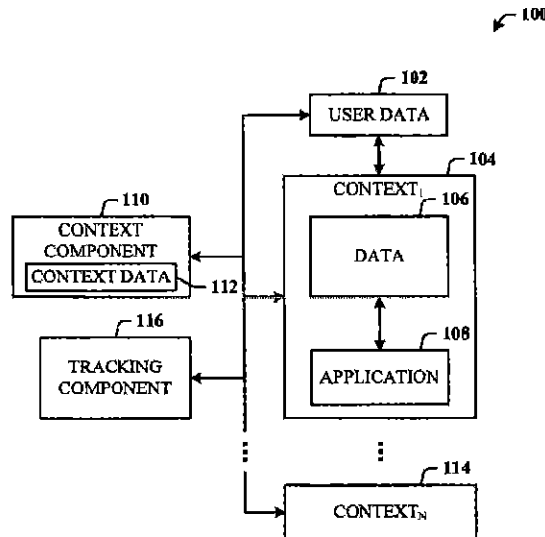 100
102
USER DATA
104
CONTEXT1
106
DATA
108
APPLICATION
110
CONTEXT
COMPONENT
CONTEXT DATA
112
116
TRACKING
COMPONENT
114
CONTEXTN